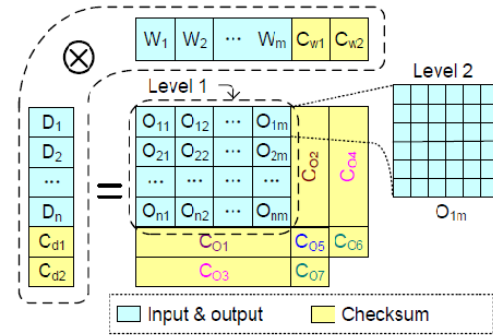 W1 W2 ... Wm Cw1 Cw2
Level 1
Level 2
D1
D2
...
Dn
Cd1
Cd2
=
O11 O12 ... O1m
O21 O22 ... O2m
... ... ... ...
On1 On2 ... Onm
CO2
CO4
CO1 CO5 CO6
CO3 CO7
O1m
Input & output
Checksum